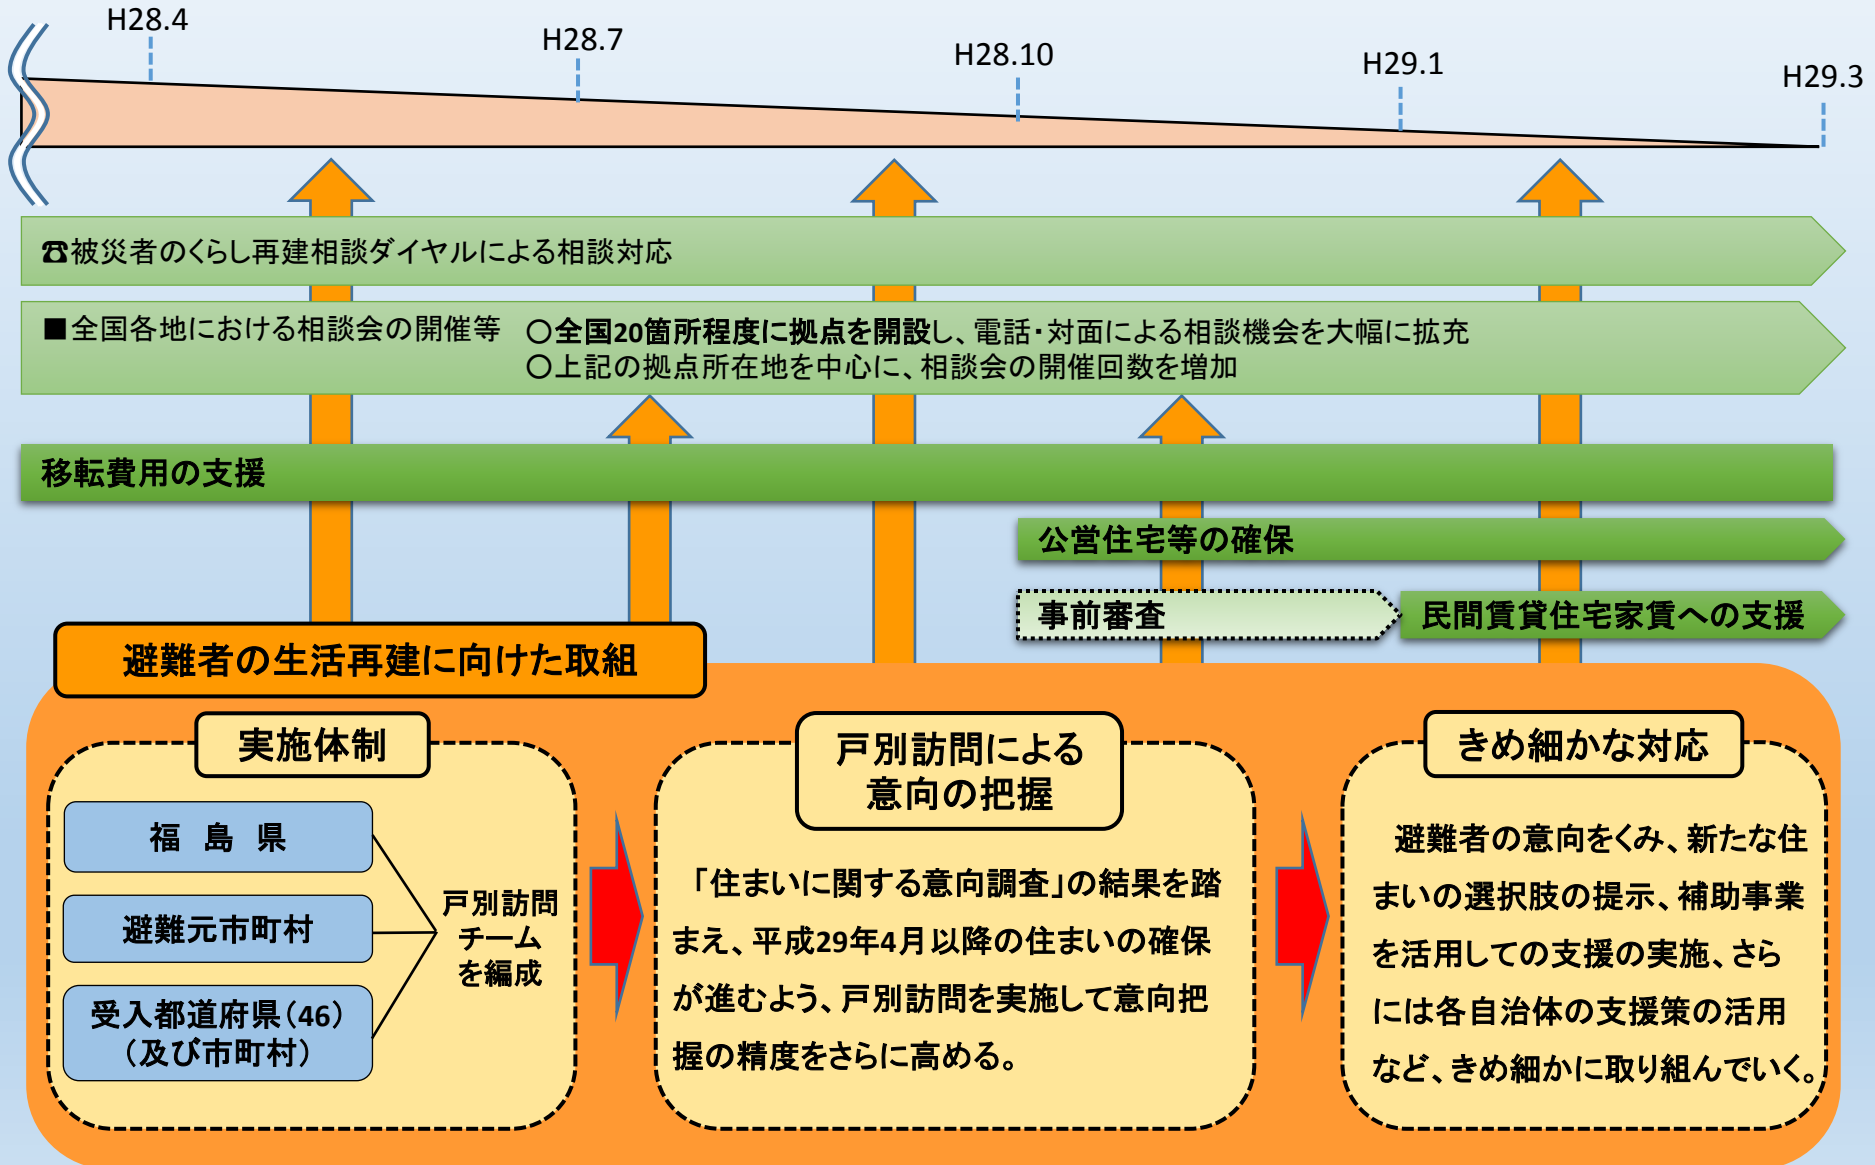 H28.4
H28.7
H28.10
H29.1
H29.3
☎被災者のくらし再建相談ダイヤルによる相談対応
■全国各地における相談会の開催等
○全国20箇所程度に拠点を開設し、電話・対面による相談機会を大幅に拡充
○上記の拠点所在地を中心に、相談会の開催回数を増加
移転費用の支援
公営住宅等の確保
事前審査
民間賃貸住宅家賃への支援
避難者の生活再建に向けた取組
実施体制
福 島 県
避難元市町村
受入都道府県(46)
(及び市町村)
戸別訪問
チーム
を編成
戸別訪問による
意向の把握
「住まいに関する意向調査」の結果を踏
まえ、平成29年4月以降の住まいの確保
が進むよう、戸別訪問を実施して意向把
握の精度をさらに高める。
きめ細かな対応
避難者の意向をくみ、新たな住
まいの選択肢の提示、補助事業
を活用しての支援の実施、さら
には各自治体の支援策の活用
など、きめ細かに取り組んでいく。